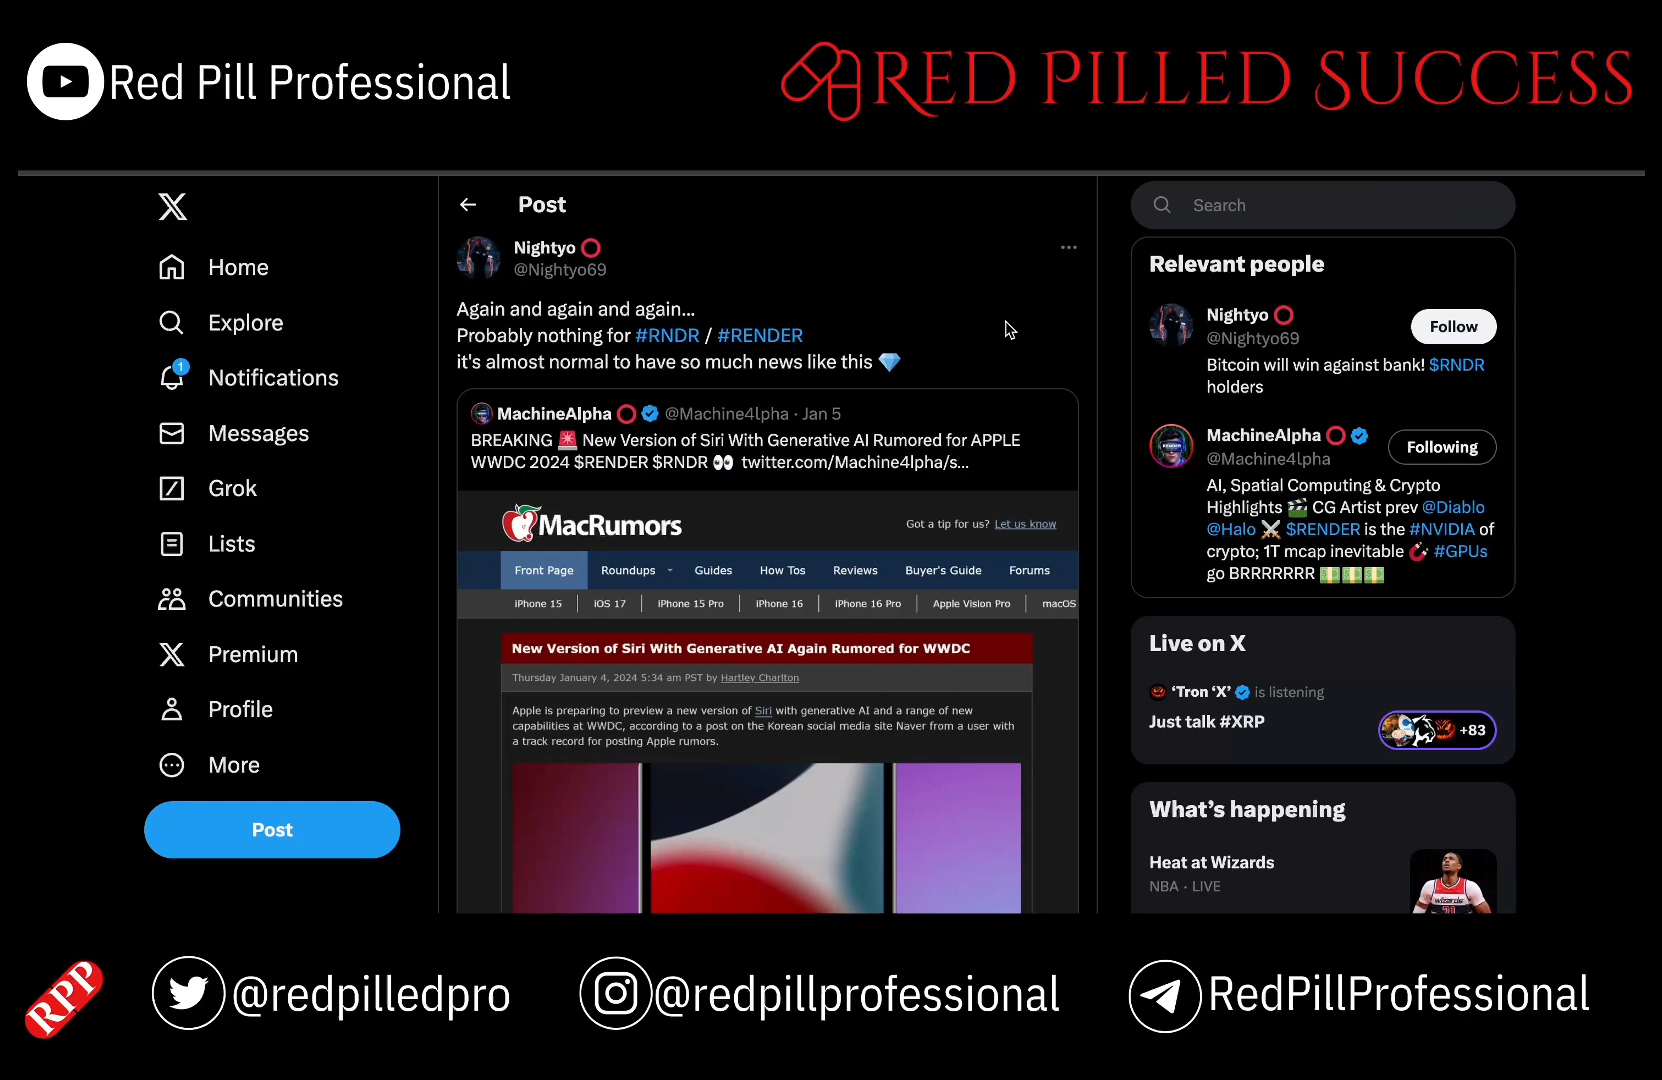 Red Pill Professional
RED PILLED SUCCESS
Home
Explore
1
Notifications
Messages
Grok
Lists
Communities
Premium
Profile
More
Post
Post
Nightyo
@Nightyo69
Again and again and again...
Probably nothing for #RNDR / #RENDER
it's almost normal to have so much news like this 💎
MachineAlpha @Machine4lpha · Jan 5
BREAKING 🚨 New Version of Siri With Generative AI Rumored for APPLE
WWDC 2024 $RENDER $RNDR 👀 twitter.com/Machine4lpha/s...
MacRumors
Got a tip for us? Let us know
Front Page Roundups Guides How Tos Reviews Buyer's Guide Forums
iPhone 15 iOS 17 iPhone 15 Pro iPhone 16 iPhone 16 Pro Apple Vision Pro macOS
New Version of Siri With Generative AI Again Rumored for WWDC
Thursday January 4, 2024 5:34 am PST by Hartley Charlton
Apple is preparing to preview a new version of Siri with generative AI and a range of new
capabilities at WWDC, according to a post on the Korean social media site Naver from a user with
a track record for posting Apple rumors.
Search
Relevant people
Nightyo
@Nightyo69
Follow
Bitcoin will win against bank! $RNDR
holders
MachineAlpha
@Machine4lpha
Following
AI, Spatial Computing & Crypto
Highlights 🎬 CG Artist prev @Diablo
@Halo ⚔️ $RENDER is the #NVIDIA of
crypto; 1T mcap inevitable 🧲 #GPUs
go BRRRRRRR 💵💵💵
Live on X
'Tron 'X' is listening
Just talk #XRP
+83
What's happening
Heat at Wizards
NBA · LIVE
wizards
RPP
@redpilledpro
@redpillprofessional
RedPillProfessional